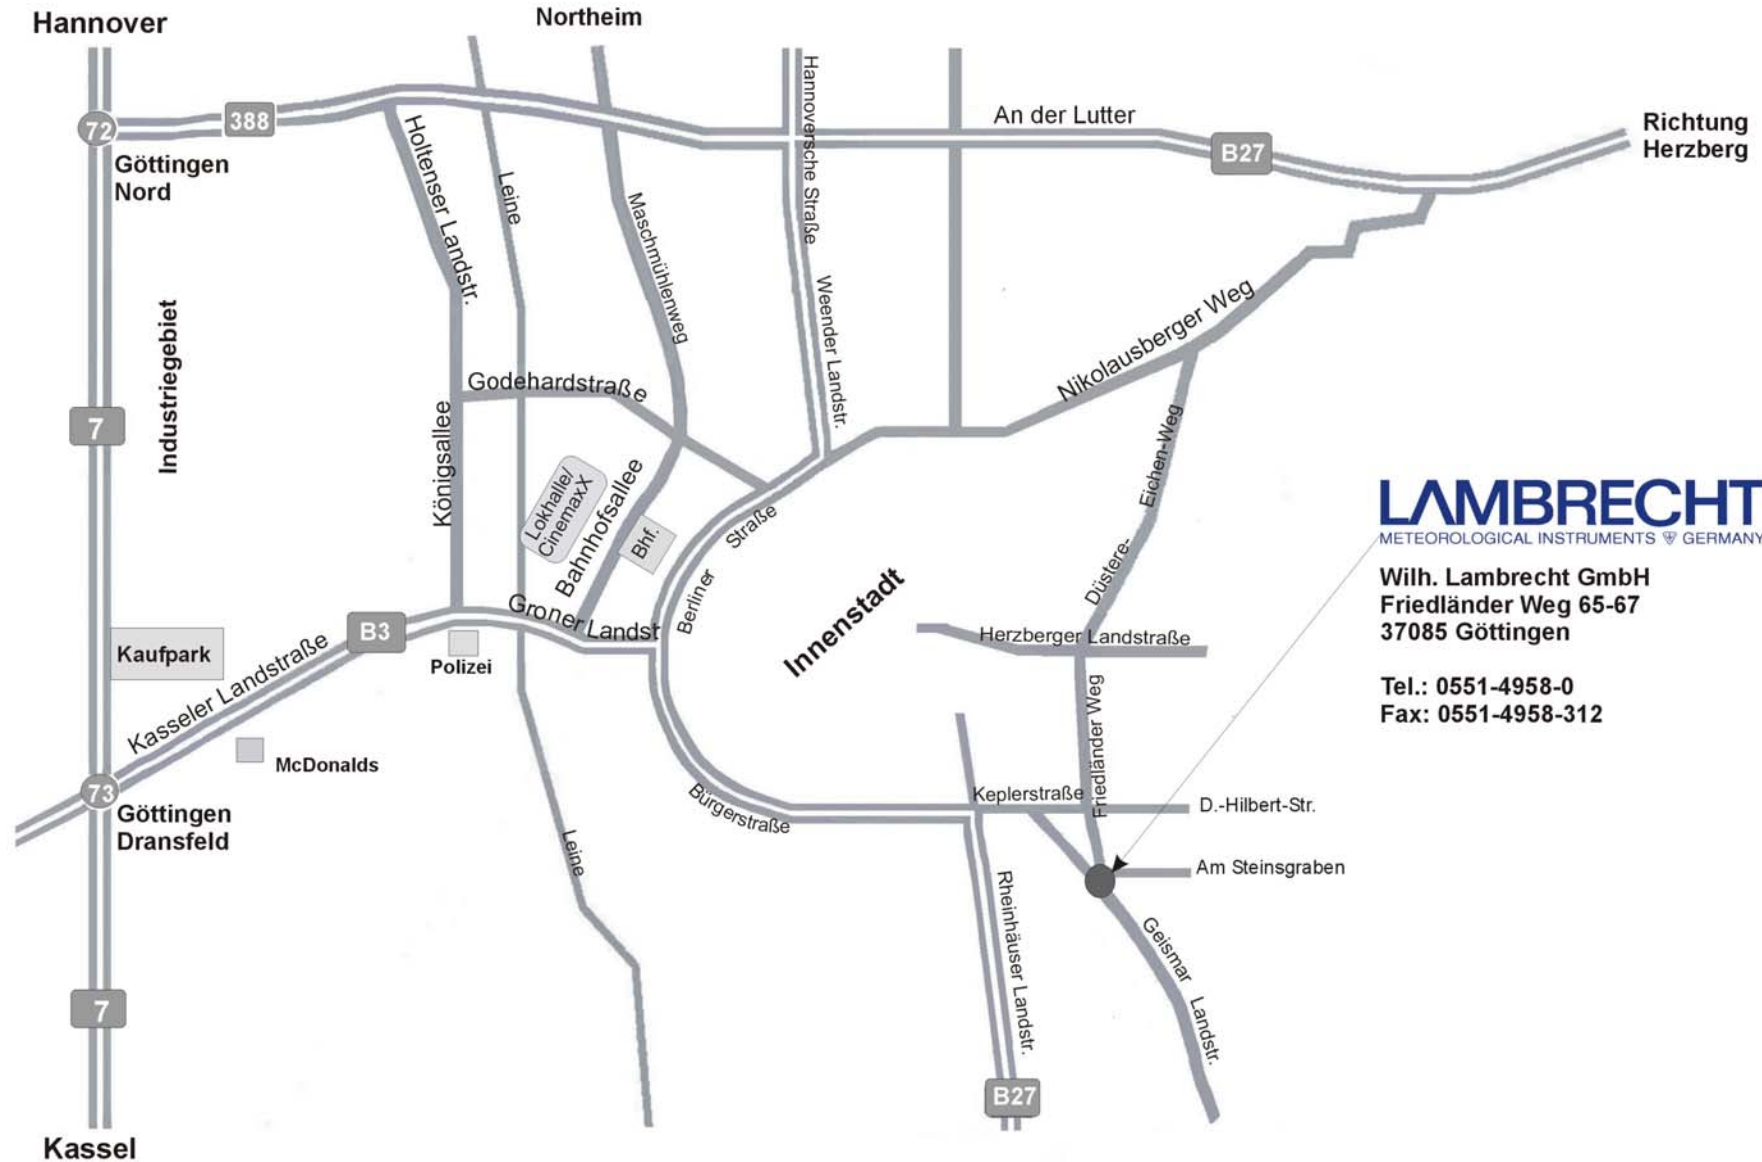 Hannover
Northeim
72
388
Göttingen
Nord
Holtenser Landstr.
Leine
Maschmühlenweg
Hannoversche Straße
Weender Landstr.
An der Lutter
B27
Richtung
Herzberg
Industriegebiet
7
Königsallee
Godehardstraße
Lokhalle/
CinemaxX
Bahnhofsallee
Bhf.
Berliner
Straße
Nikolausberger Weg
Düstere-
Eichen-Weg
Innenstadt
Herzberger Landstraße
LAMBRECHT
METEOROLOGICAL INSTRUMENTS GERMANY
Wilh. Lambrecht GmbH
Friedländer Weg 65-67
37085 Göttingen
Tel.: 0551-4958-0
Fax: 0551-4958-312
Kaufpark
Kasseler Landstraße
B3
Groner Landst
Polizei
McDonalds
73
Göttingen
Dransfeld
Bürgerstraße
Leine
Keplerstraße
Friedländer Weg
D.-Hilbert-Str.
Am Steinsgraben
Rheinhäuser Landstr.
Geismar Landstr.
7
B27
Kassel